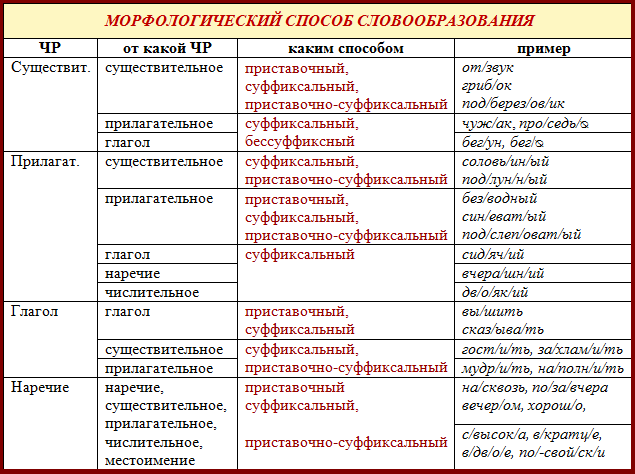 МОРФОЛОГИЧЕСКИЙ СПОСОБ СЛОВООБРАЗОВАНИЯ
ЧР от какой ЧР каким способом пример
Существит. существительное приставочный, от/звук
суффиксальный, гриб/ок
приставочно-суффиксальный под/берез/ов/ик
прилагательное суффиксальный, чуж/ак, про/седь/⍉
глагол бессуффиксный бег/ун, бег/⍉
Прилагат. существительное суффиксальный, соловь/ин/ый
приставочно-суффиксальный под/лун/н/ый
прилагательное приставочный, без/водный
суффиксальный, син/еват/ый
приставочно-суффиксальный под/слеп/оват/ый
глагол суффиксальный сид/яч/ий
наречие вчера/шн/ий
числительное дв/о/як/ий
Глагол глагол приставочный, вы/шить
суффиксальный сказ/ыва/ть
существительное суффиксальный, гост/и/ть, за/хлам/и/ть
прилагательное приставочно-суффиксальный мудр/и/ть, на/полн/и/ть
Наречие наречие, приставочный на/сквозь, по/за/вчера
существительное, суффиксальный, вечер/ом, хорош/о,
прилагательное,
числительное, приставочно-суффиксальный с/высок/а, в/кратц/е,
местоимение в/дв/о/е, по/-свой/ск/и